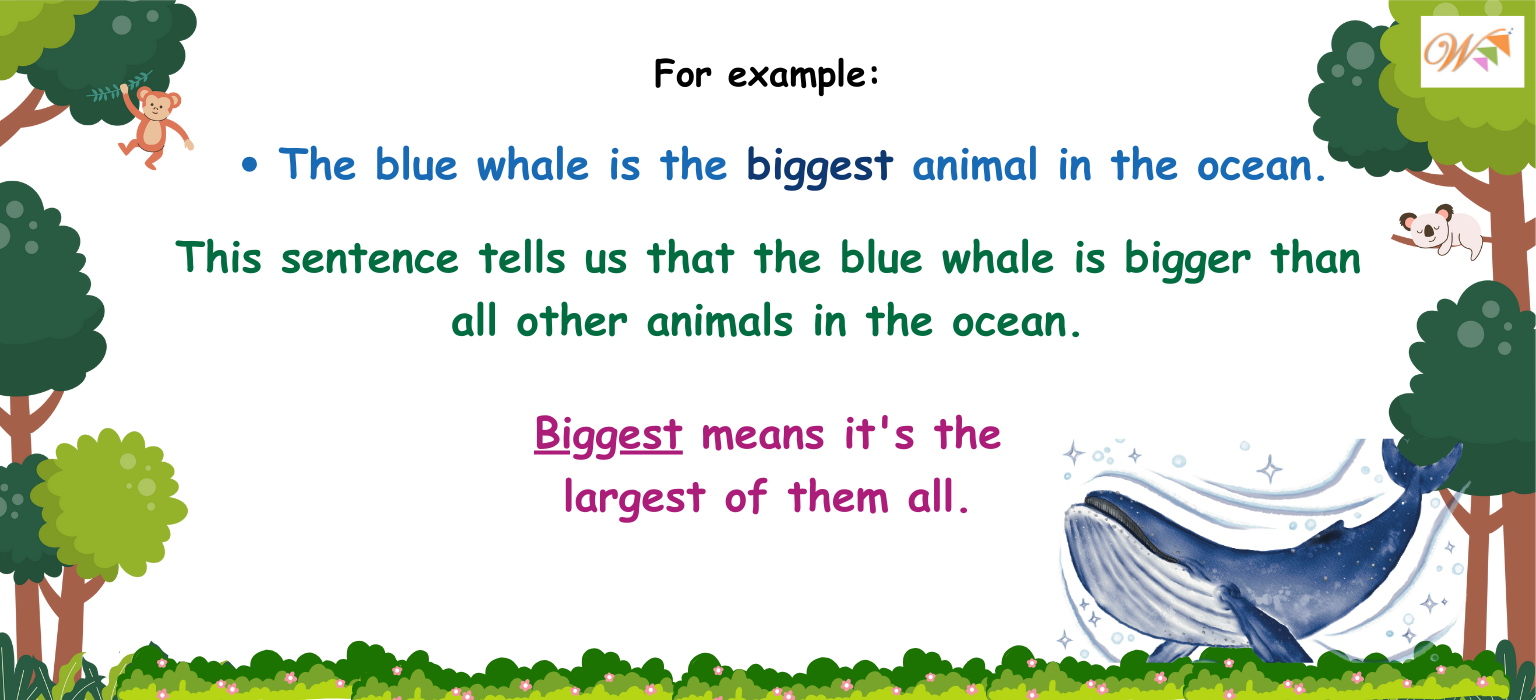 For example:
• The blue whale is the biggest animal in the ocean.
This sentence tells us that the blue whale is bigger than
all other animals in the ocean.
Biggest means it's the
largest of them all.
W